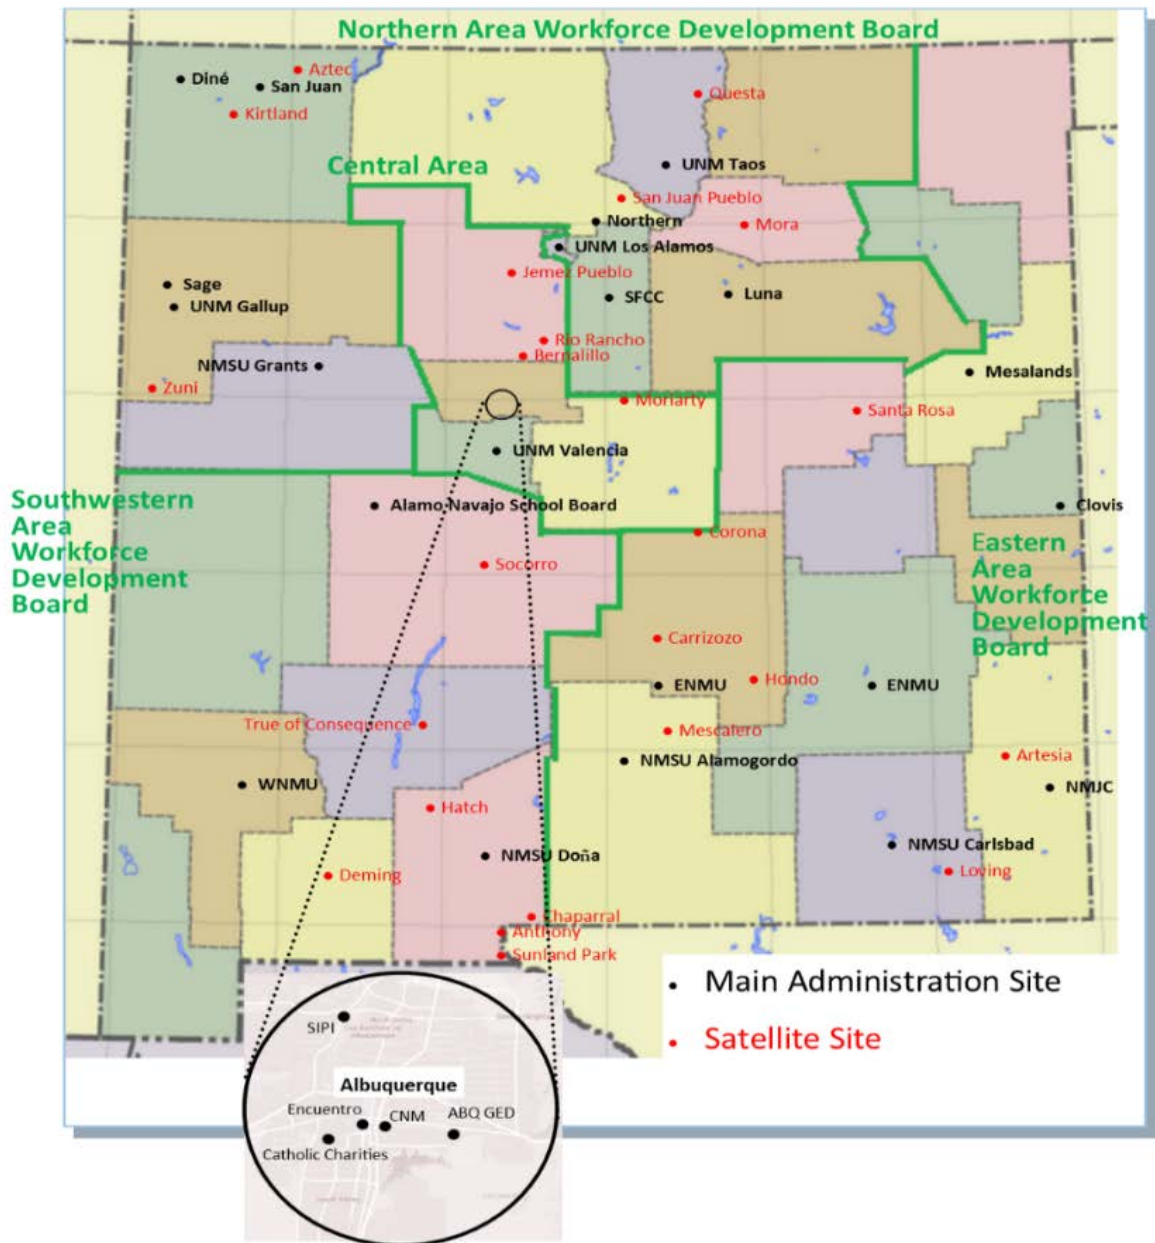 Northern Area Workforce Development Board
Aztec
Diné
San Juan
Kirtland
Questa
Central Area
UNM Taos
San Juan Pueblo
Northern
Mora
UNM Los Alamos
Jemez Pueblo
Sage
SFCC
Luna
UNM Gallup
Rio Rancho
Bernalillo
NMSU Grants
Mesalands
Zuni
Moriarty
Santa Rosa
UNM Valencia
Southwestern
Area
Workforce
Development
Board
Alamo Navajo School Board
Clovis
Corona
Eastern
Area
Workforce
Development
Board
Socorro
Carrizozo
Hondo
ENMU
ENMU
True of Consequence
Mescalero
NMSU Alamogordo
Artesia
WNMU
NMJC
Hatch
NMSU Doña
NMSU Carlsbad
Deming
Loving
Chaparral
Anthony
Sunland Park
Main Administration Site
Satellite Site
SIPI
Albuquerque
Encuentro
CNM
ABQ GED
Catholic Charities